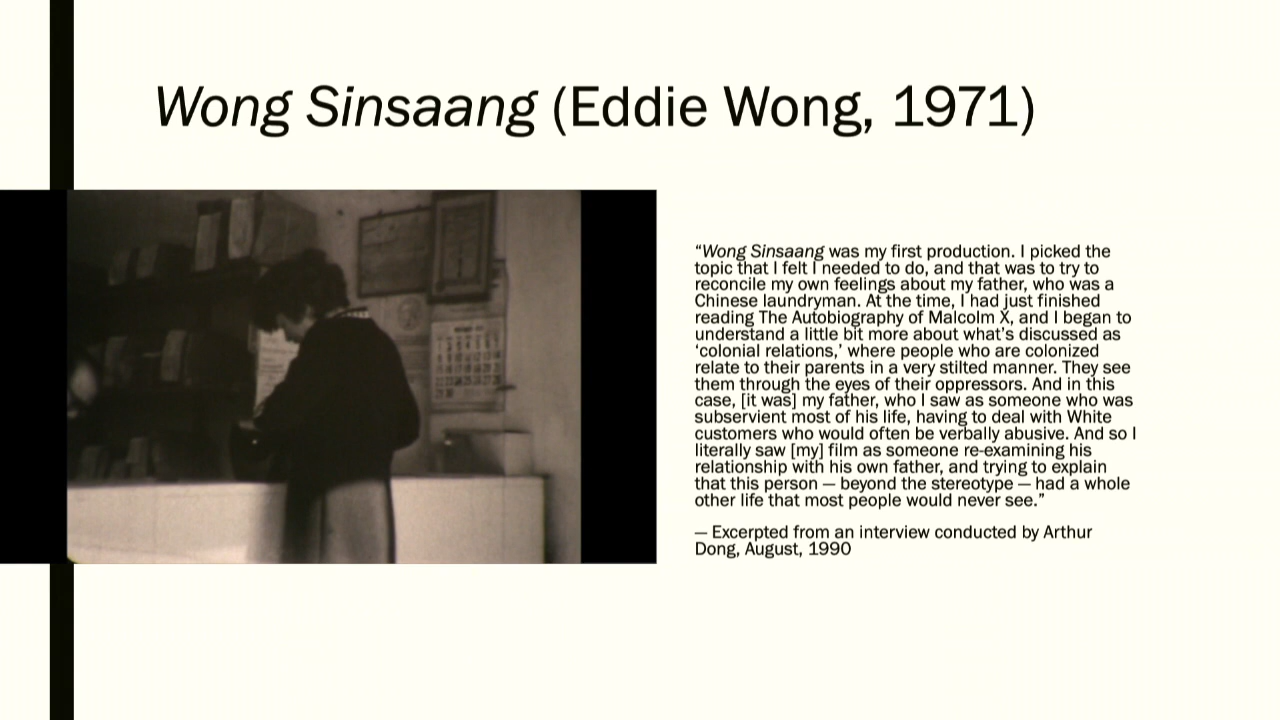 Wong Sinsaang (Eddie Wong, 1971)
“Wong Sinsaang was my first production. I picked the
topic that I felt I needed to do, and that was to try to
reconcile my own feelings about my father, who was a
Chinese laundryman. At the time, I had just finished
reading The Autobiography of Malcolm X, and I began to
understand a little bit more about what’s discussed as
‘colonial relations,’ where people who are colonized
relate to their parents in a very stilted manner. They see
them through the eyes of their oppressors. And in this
case, [it was] my father, who I saw as someone who was
subservient most of his life, having to deal with White
customers who would often be verbally abusive. And so I
literally saw [my] film as someone re-examining his
relationship with his own father, and trying to explain
that this person — beyond the stereotype — had a whole
other life that most people would never see.”
— Excerpted from an interview conducted by Arthur
Dong, August, 1990